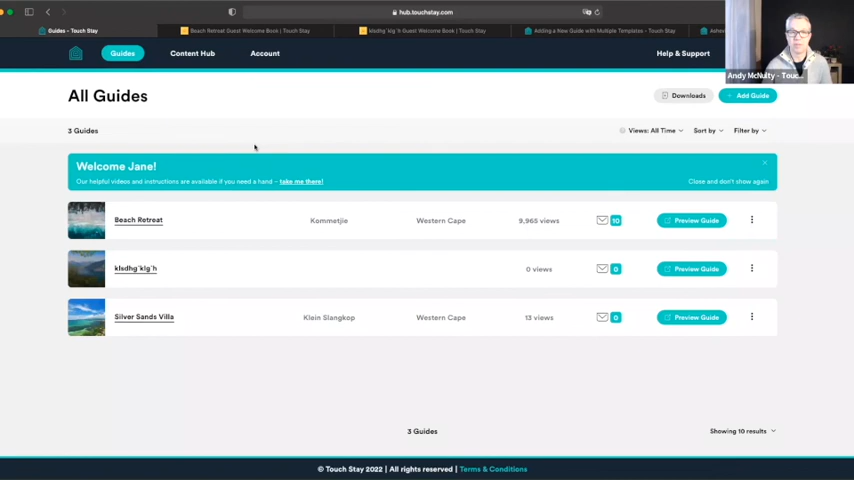 hub.touchstay.com
Guides - Touch Stay
Beach Retreat Guest Welcome Book | Touch Stay
klsdhg´klg´h Guest Welcome Book | Touch Stay
Adding a New Guide with Multiple Templates - Touch Stay
Guides
Content Hub
Account
Help & Support
Andy McNulty - Touc...
All Guides
Downloads
+ Add Guide
3 Guides
Views: All Time
Sort by
Filter by
Welcome Jane!
Our helpful videos and instructions are available if you need a hand - take me there!
Close and don't show again
Beach Retreat
Kommetjie
Western Cape
9,965 views
10
Preview Guide
klsdhg´klg´h
0 views
0
Preview Guide
Silver Sands Villa
Klein Slangkop
Western Cape
13 views
0
Preview Guide
3 Guides
Showing 10 results
© Touch Stay 2022 | All rights reserved | Terms & Conditions